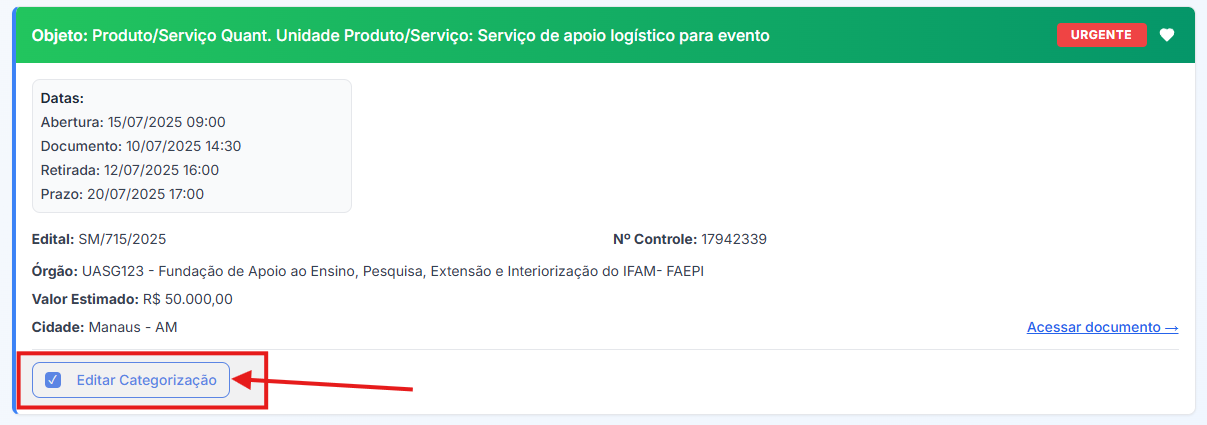 Objeto: Produto/Serviço Quant. Unidade Produto/Serviço: Serviço de apoio logístico para evento
URGENTE
Datas:
Abertura: 15/07/2025 09:00
Documento: 10/07/2025 14:30
Retirada: 12/07/2025 16:00
Prazo: 20/07/2025 17:00
Edital: SM/715/2025
Nº Controle: 17942339
Órgão: UASG123 - Fundação de Apoio ao Ensino, Pesquisa, Extensão e Interiorização do IFAM- FAEPI
Valor Estimado: R$ 50.000,00
Cidade: Manaus - AM
Acessar documento →
Editar Categorização